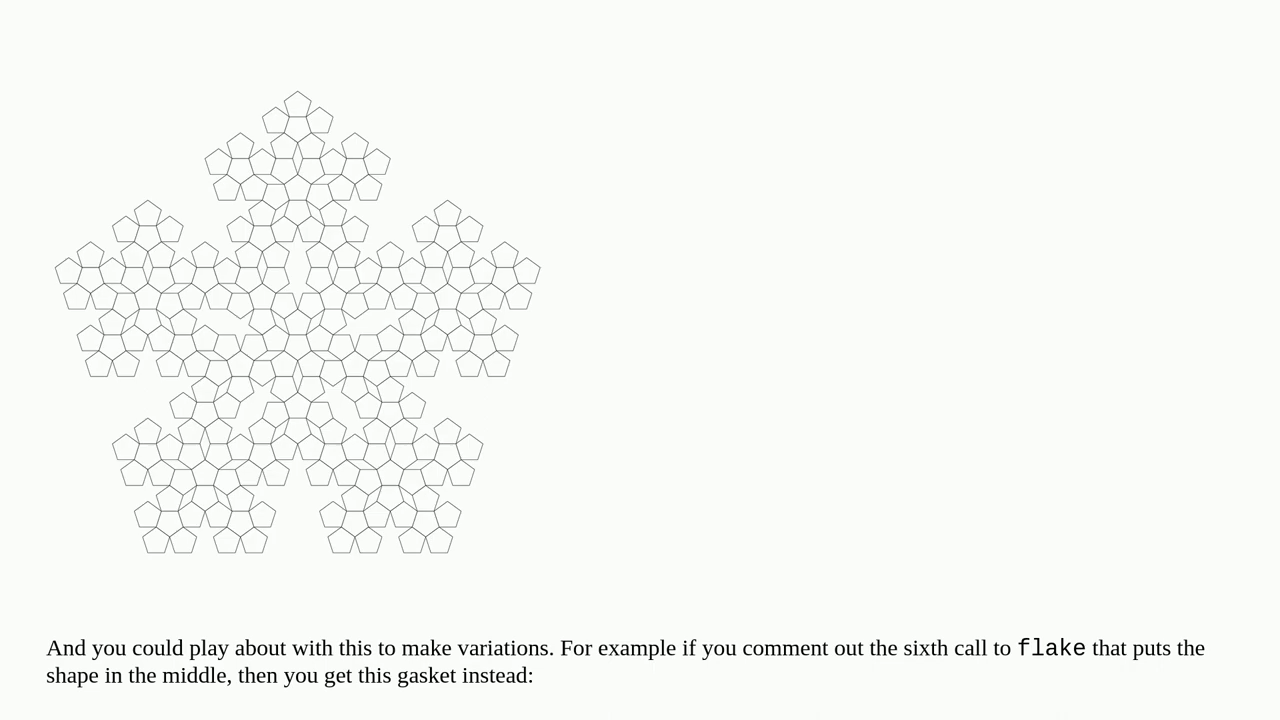 And you could play about with this to make variations. For example if you comment out the sixth call to flake that puts the
shape in the middle, then you get this gasket instead: